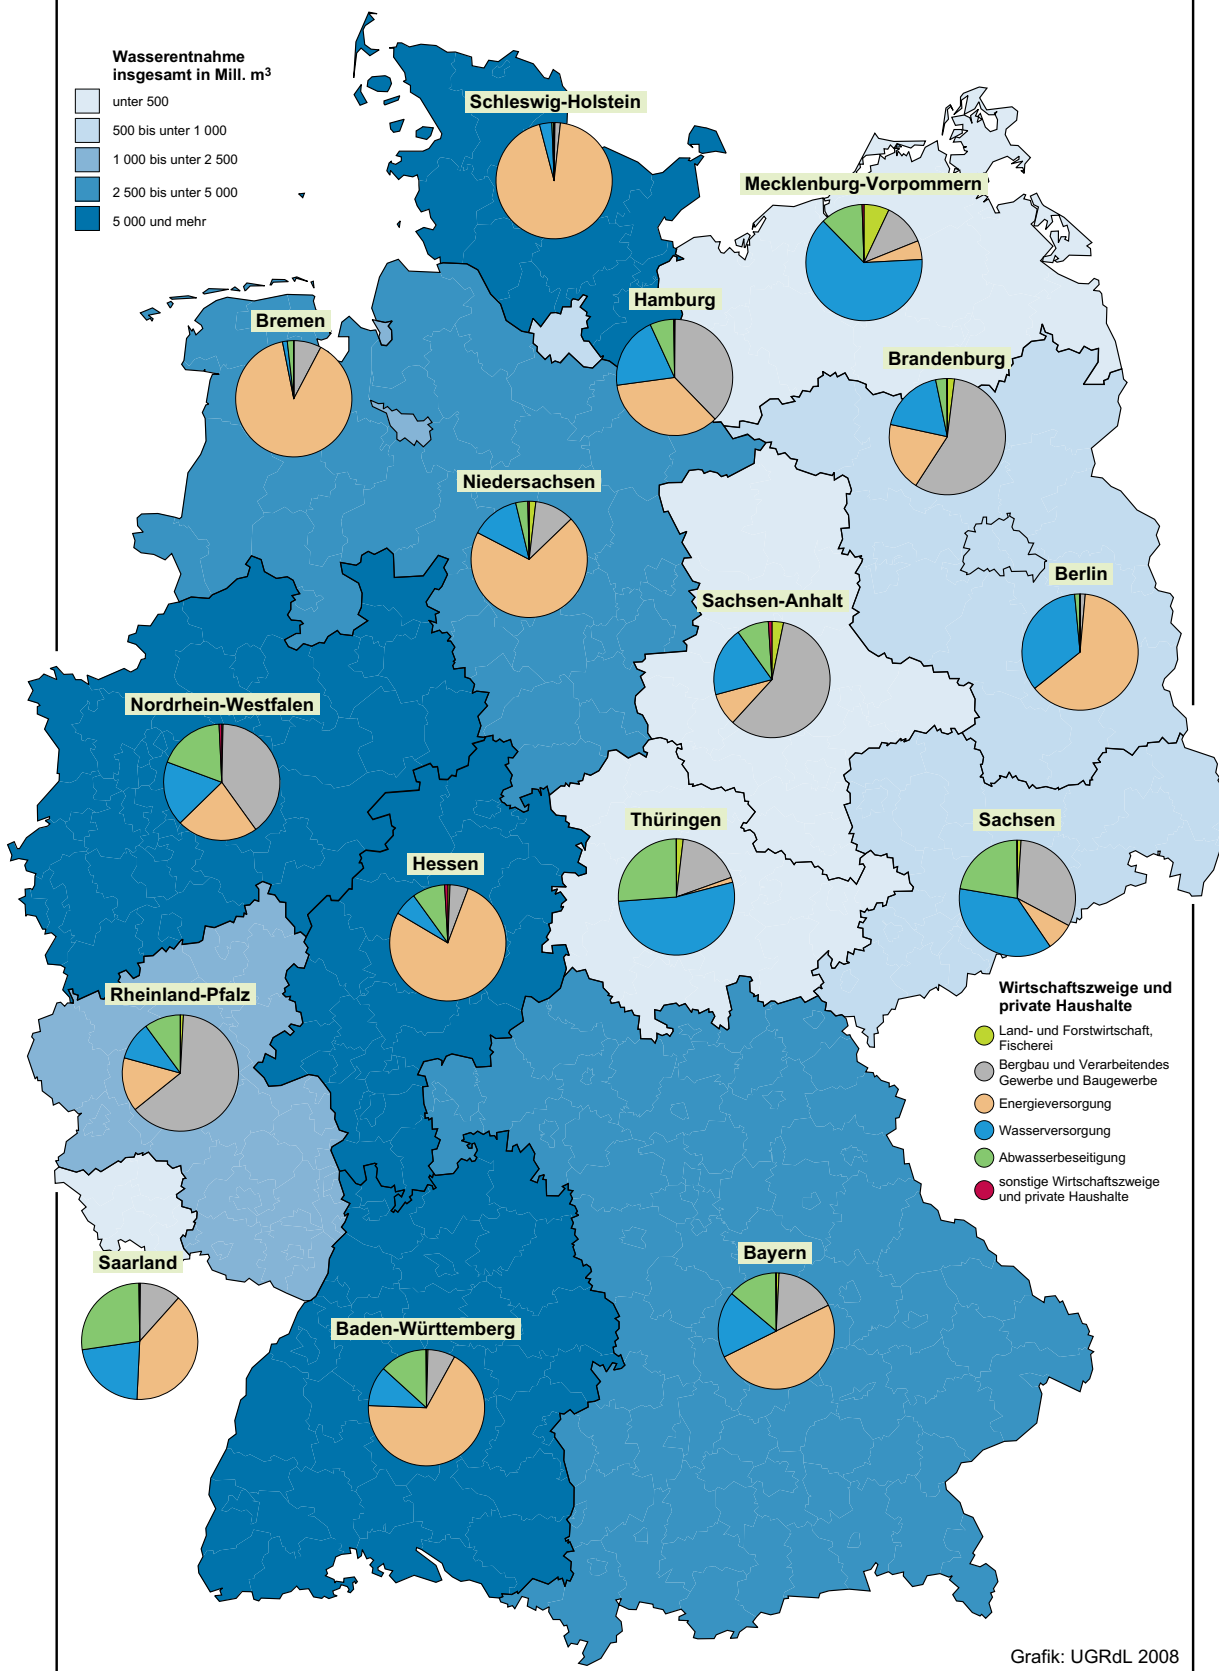 Wasserentnahme
insgesamt in Mill. m³
unter 500
500 bis unter 1 000
1 000 bis unter 2 500
2 500 bis unter 5 000
5 000 und mehr
Schleswig-Holstein
Mecklenburg-Vorpommern
Hamburg
Bremen
Brandenburg
Niedersachsen
Berlin
Sachsen-Anhalt
Nordrhein-Westfalen
Thüringen
Sachsen
Hessen
Rheinland-Pfalz
Wirtschaftszweige und
private Haushalte
Land- und Forstwirtschaft,
Fischerei
Bergbau und Verarbeitendes
Gewerbe und Baugewerbe
Energieversorgung
Wasserversorgung
Abwasserbeseitigung
sonstige Wirtschaftszweige
und private Haushalte
Saarland
Bayern
Baden-Württemberg
Grafik: UGRdL 2008